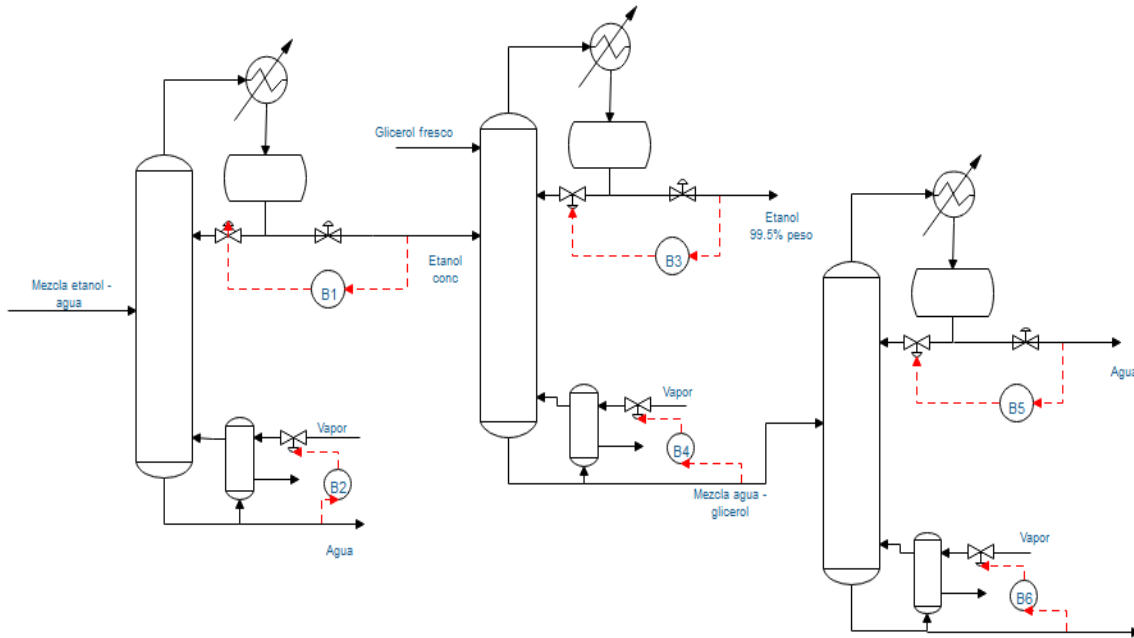 Glicerol fresco
Etanol
99.5% peso
B3
Etanol
conc
B1
Mezcla etanol -
agua
Agua
B5
Vapor
B4
Vapor
B2
Mezcla agua -
glicerol
Agua
Vapor
B6